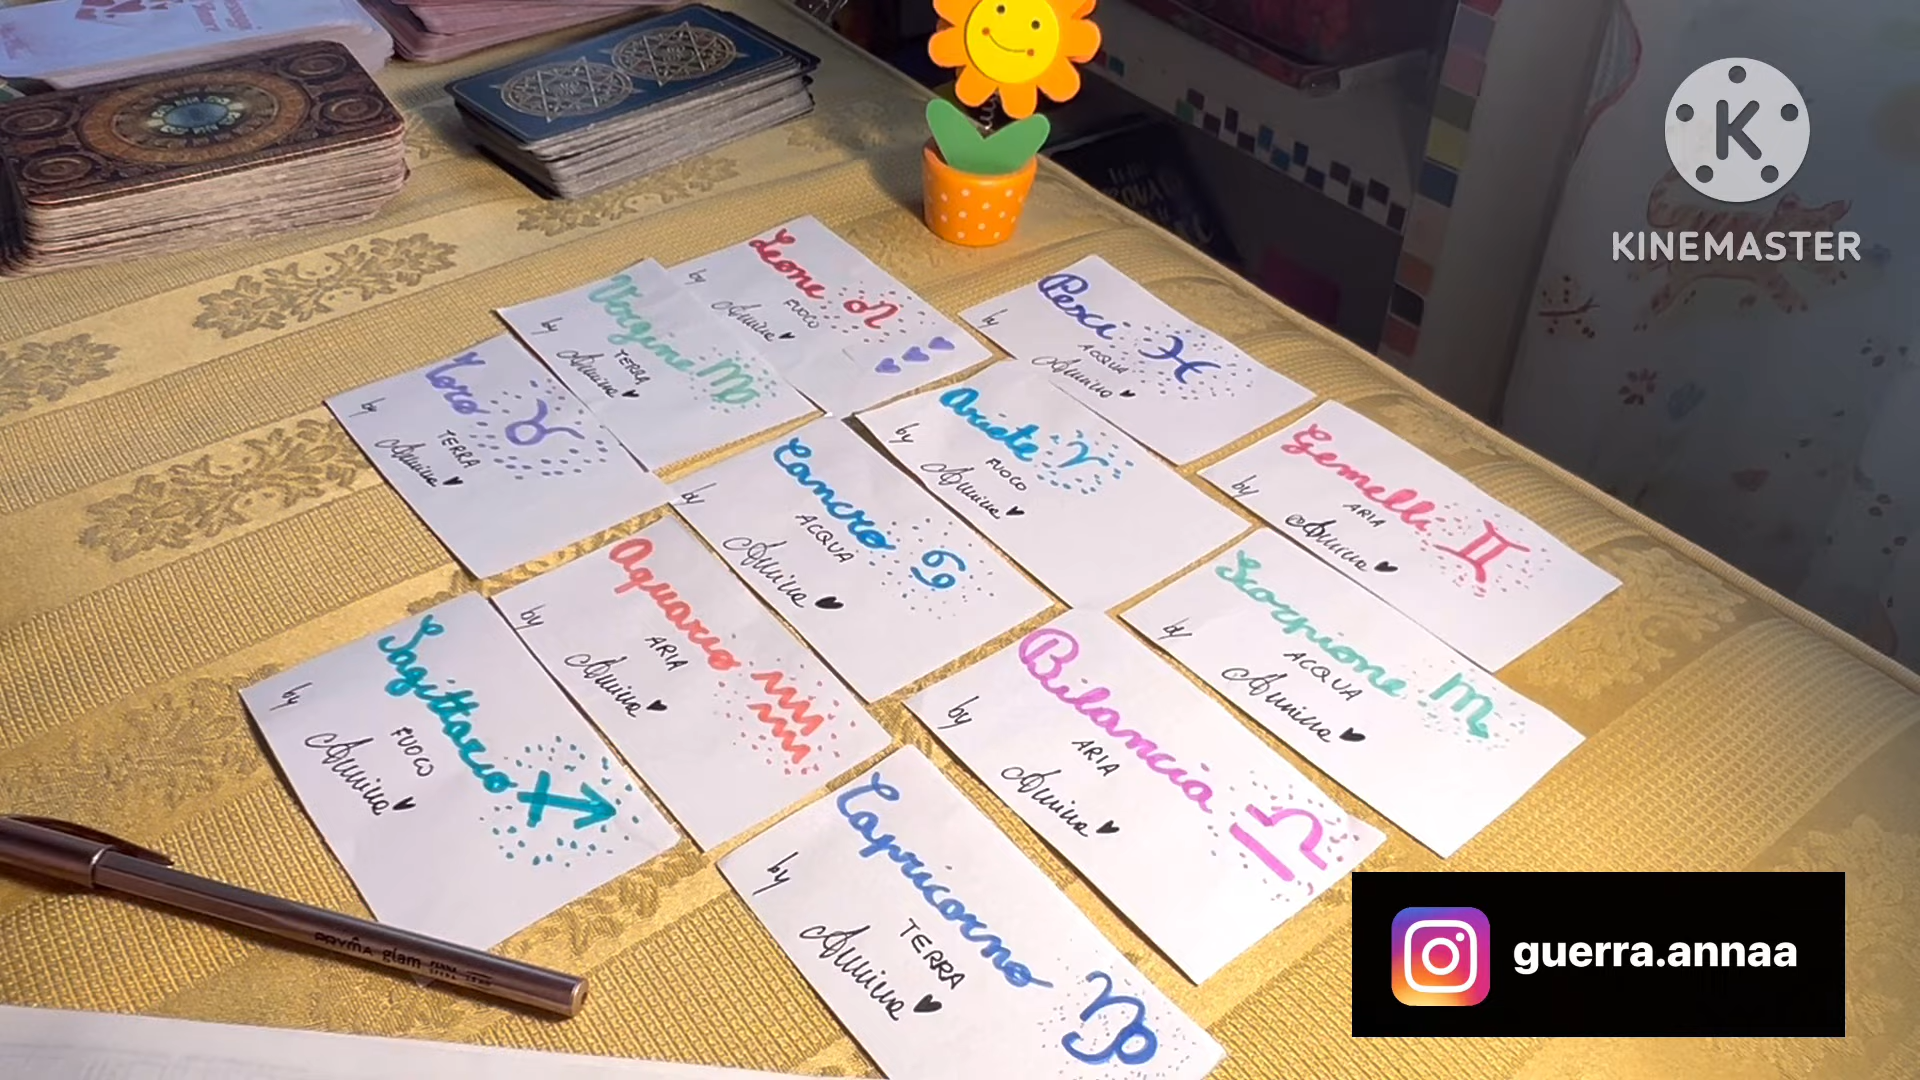 KINEMASTER
Leone
FUOCO
by
Annina
Vergine
TERRA
by
Annina
Pesci
ACQUA
by
Annina
Toro
TERRA
by
Annina
Ariete
FUOCO
by
Annina
Gemelli
ARIA
by
Annina
Cancro
ACQUA
by
Annina
Scorpione
ACQUA
by
Annina
Aquario
ARIA
by
Annina
Bilancia
ARIA
by
Annina
Sagittario
FUOCO
by
Annina
Capricorno
TERRA
by
Annina
PRYMA glam
guerra.annaa